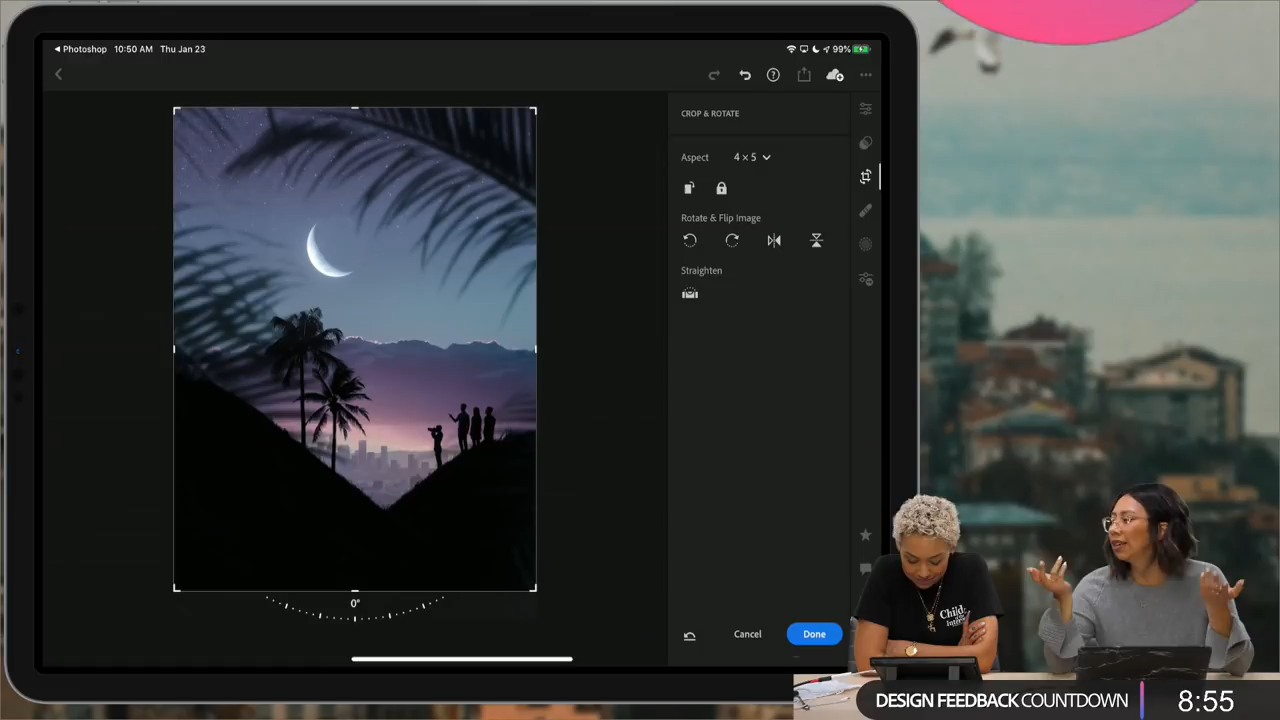 Photoshop 10:50 AM Thu Jan 23
99%
CROP & ROTATE
Aspect 4 × 5
Rotate & Flip Image
Straighten
0°
Cancel Done
DESIGN FEEDBACK COUNTDOWN 8:55